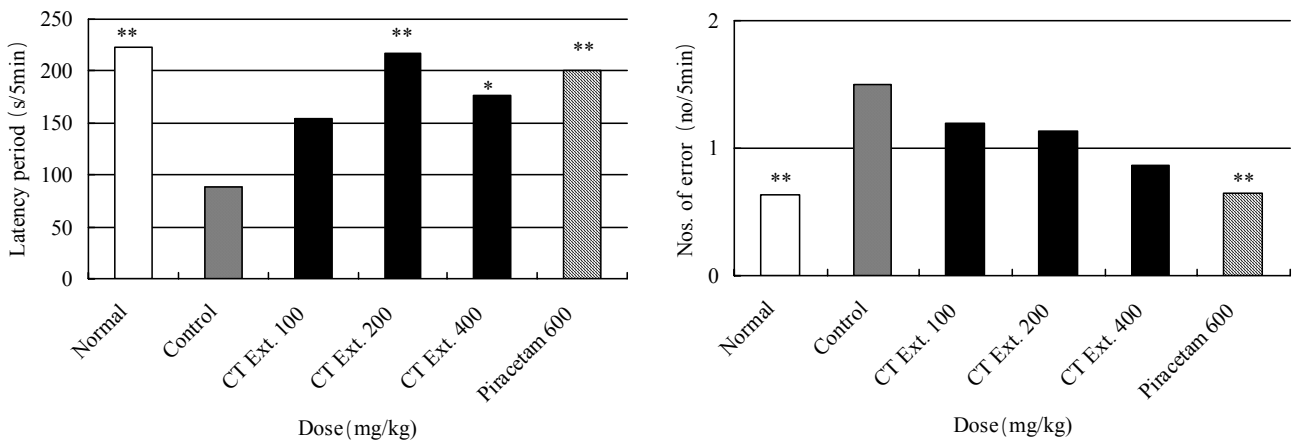 Latency period (s/5min)
250
200
150
100
50
0
**
**
*
**
Normal
Control
CT Ext. 100
CT Ext. 200
CT Ext. 400
Piracetam 600
Dose(mg/kg)
Nos. of error (no/5min)
2
1
0
**
**
Normal
Control
CT Ext. 100
CT Ext. 200
CT Ext. 400
Piracetam 600
Dose(mg/kg)